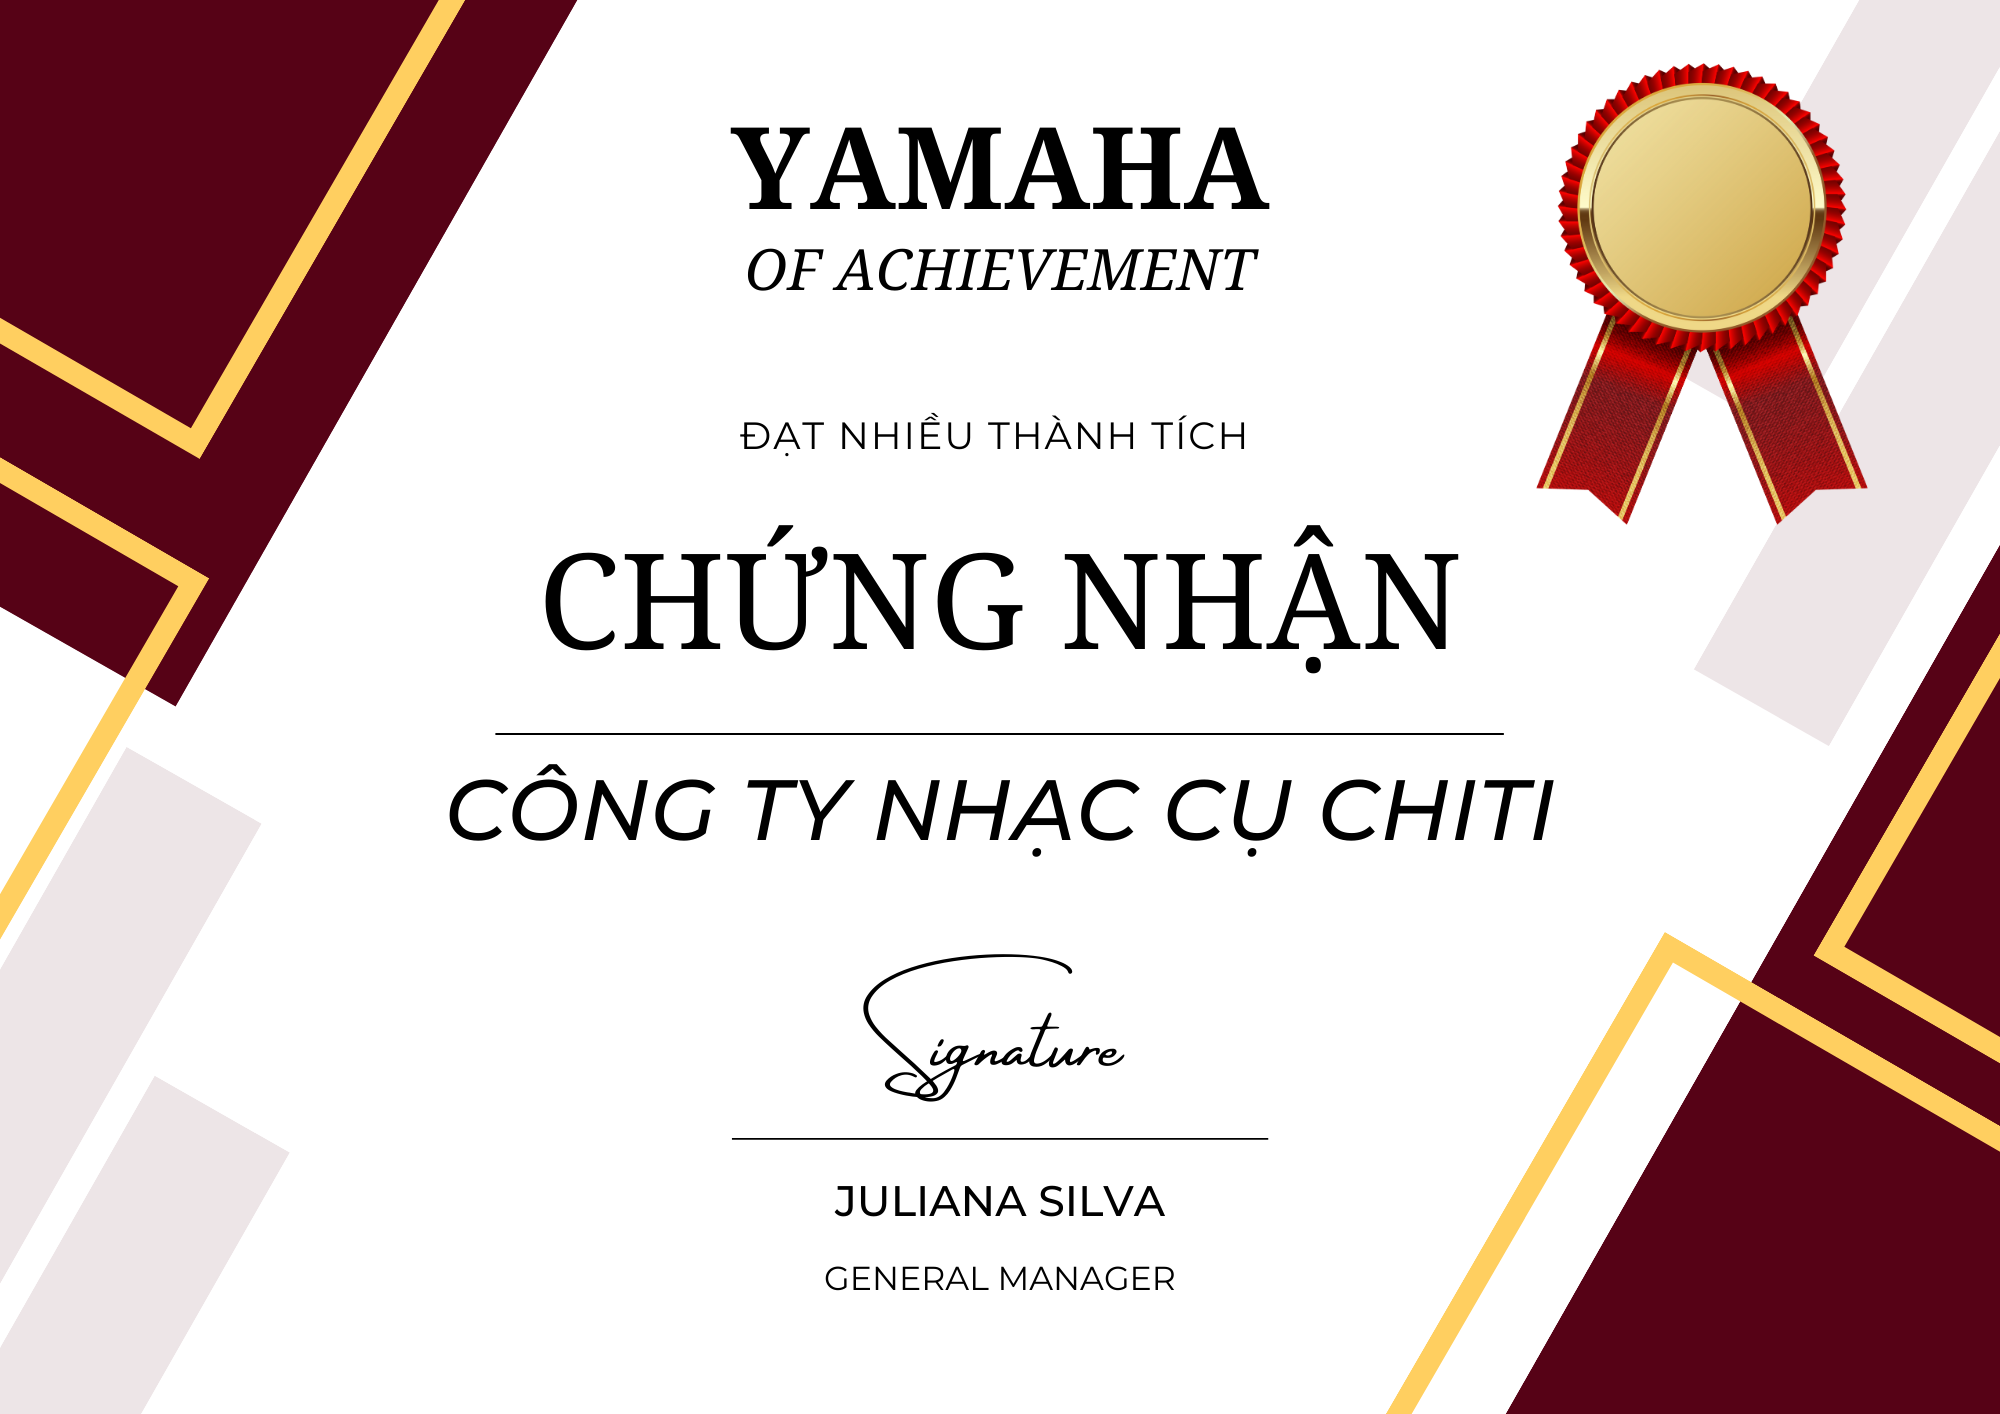 YAMAHA
OF ACHIEVEMENT
ĐẠT NHIỀU THÀNH TÍCH
CHỨNG NHẬN
CÔNG TY NHẠC CỤ CHITI
Signature
JULIANA SILVA
GENERAL MANAGER